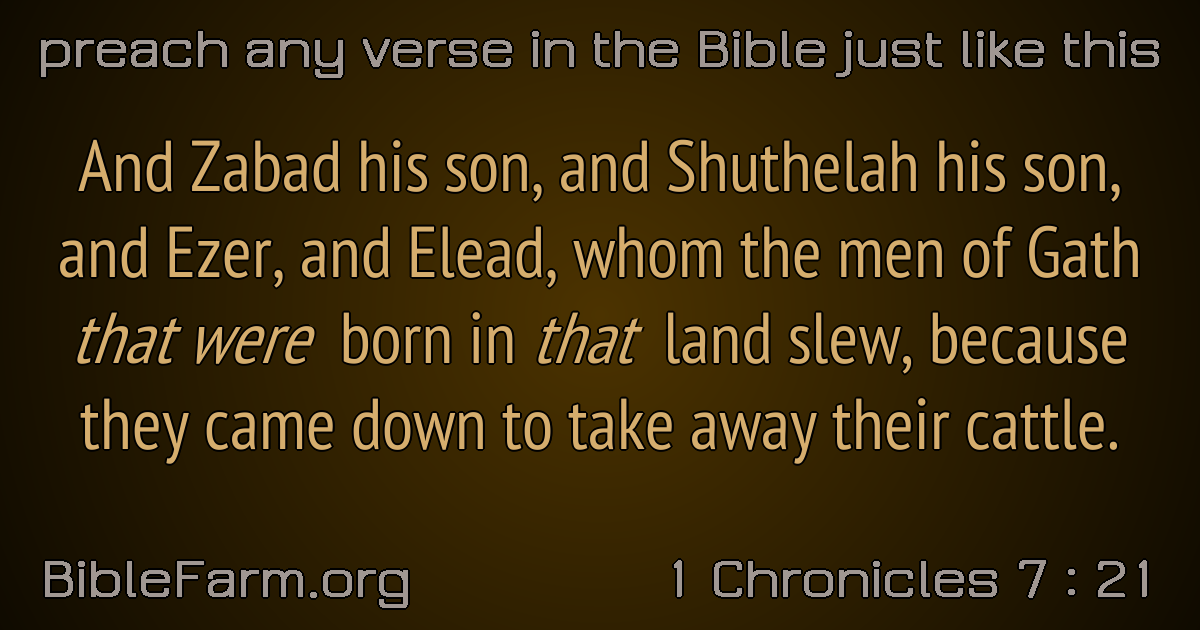 preach any verse in the Bible just like this
And Zabad his son, and Shuthelah his son,
and Ezer, and Elead, whom the men of Gath
that were born in that land slew, because
they came down to take away their cattle.
BibleFarm.org 1 Chronicles 7 : 21